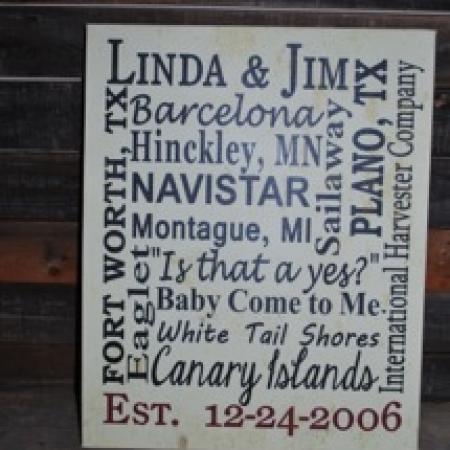 LINDA & JIM
Barcelona
Hinckley, MN
NAVISTAR
Montague, MI
"Is that a yes?"
Baby Come to Me
White Tail Shores
Canary Islands
FORT WORTH, TX
Eaglet
Sailaway
PLANO, TX
International Harvester Company
EST. 12-24-2006